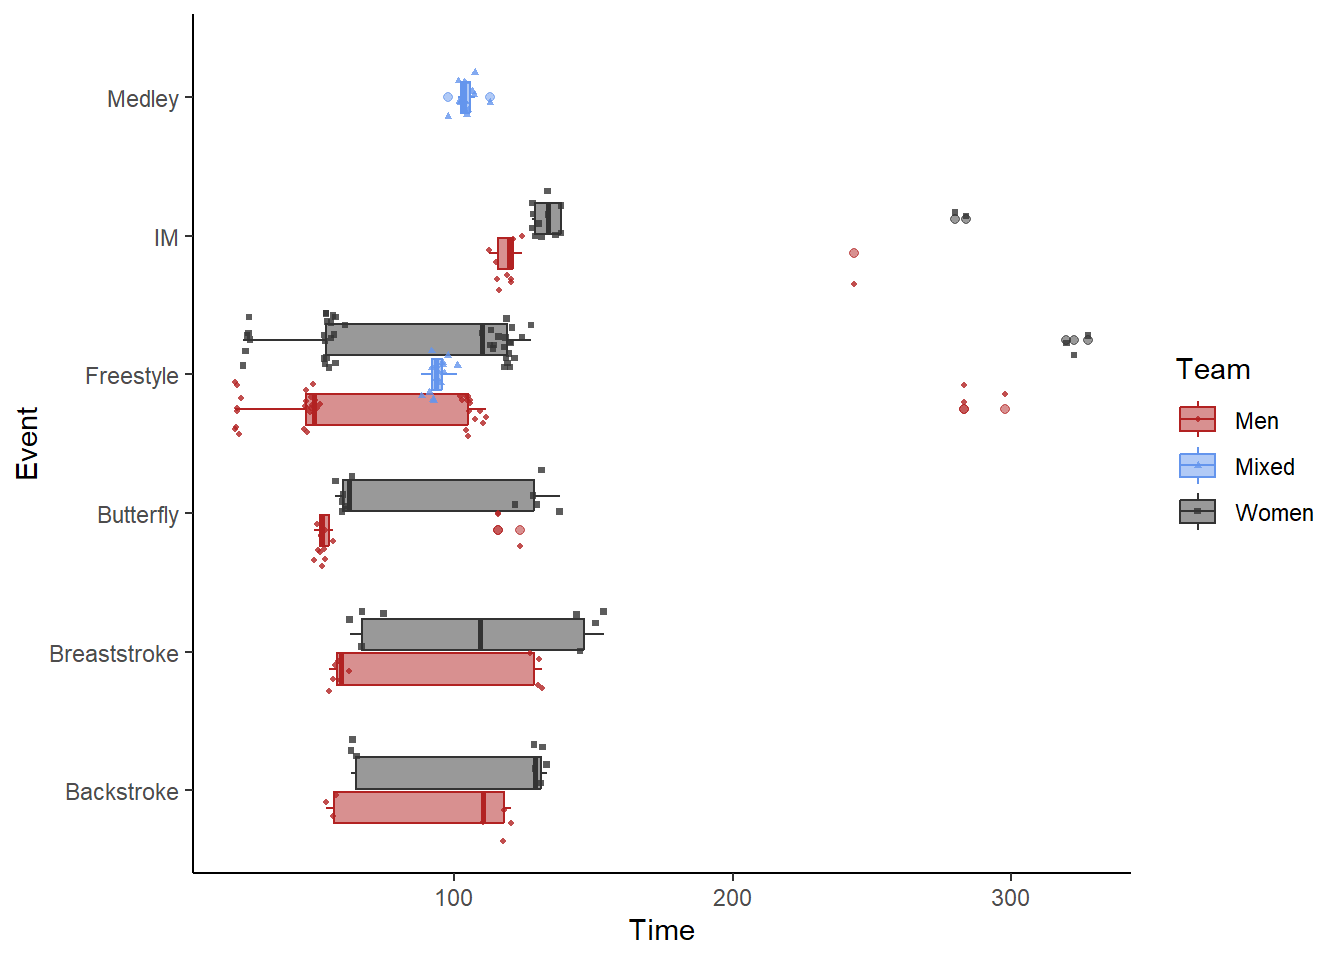 Medley
IM
Freestyle
Butterfly
Breaststroke
Backstroke
Event
100
200
300
Time
Team
Men
Mixed
Women